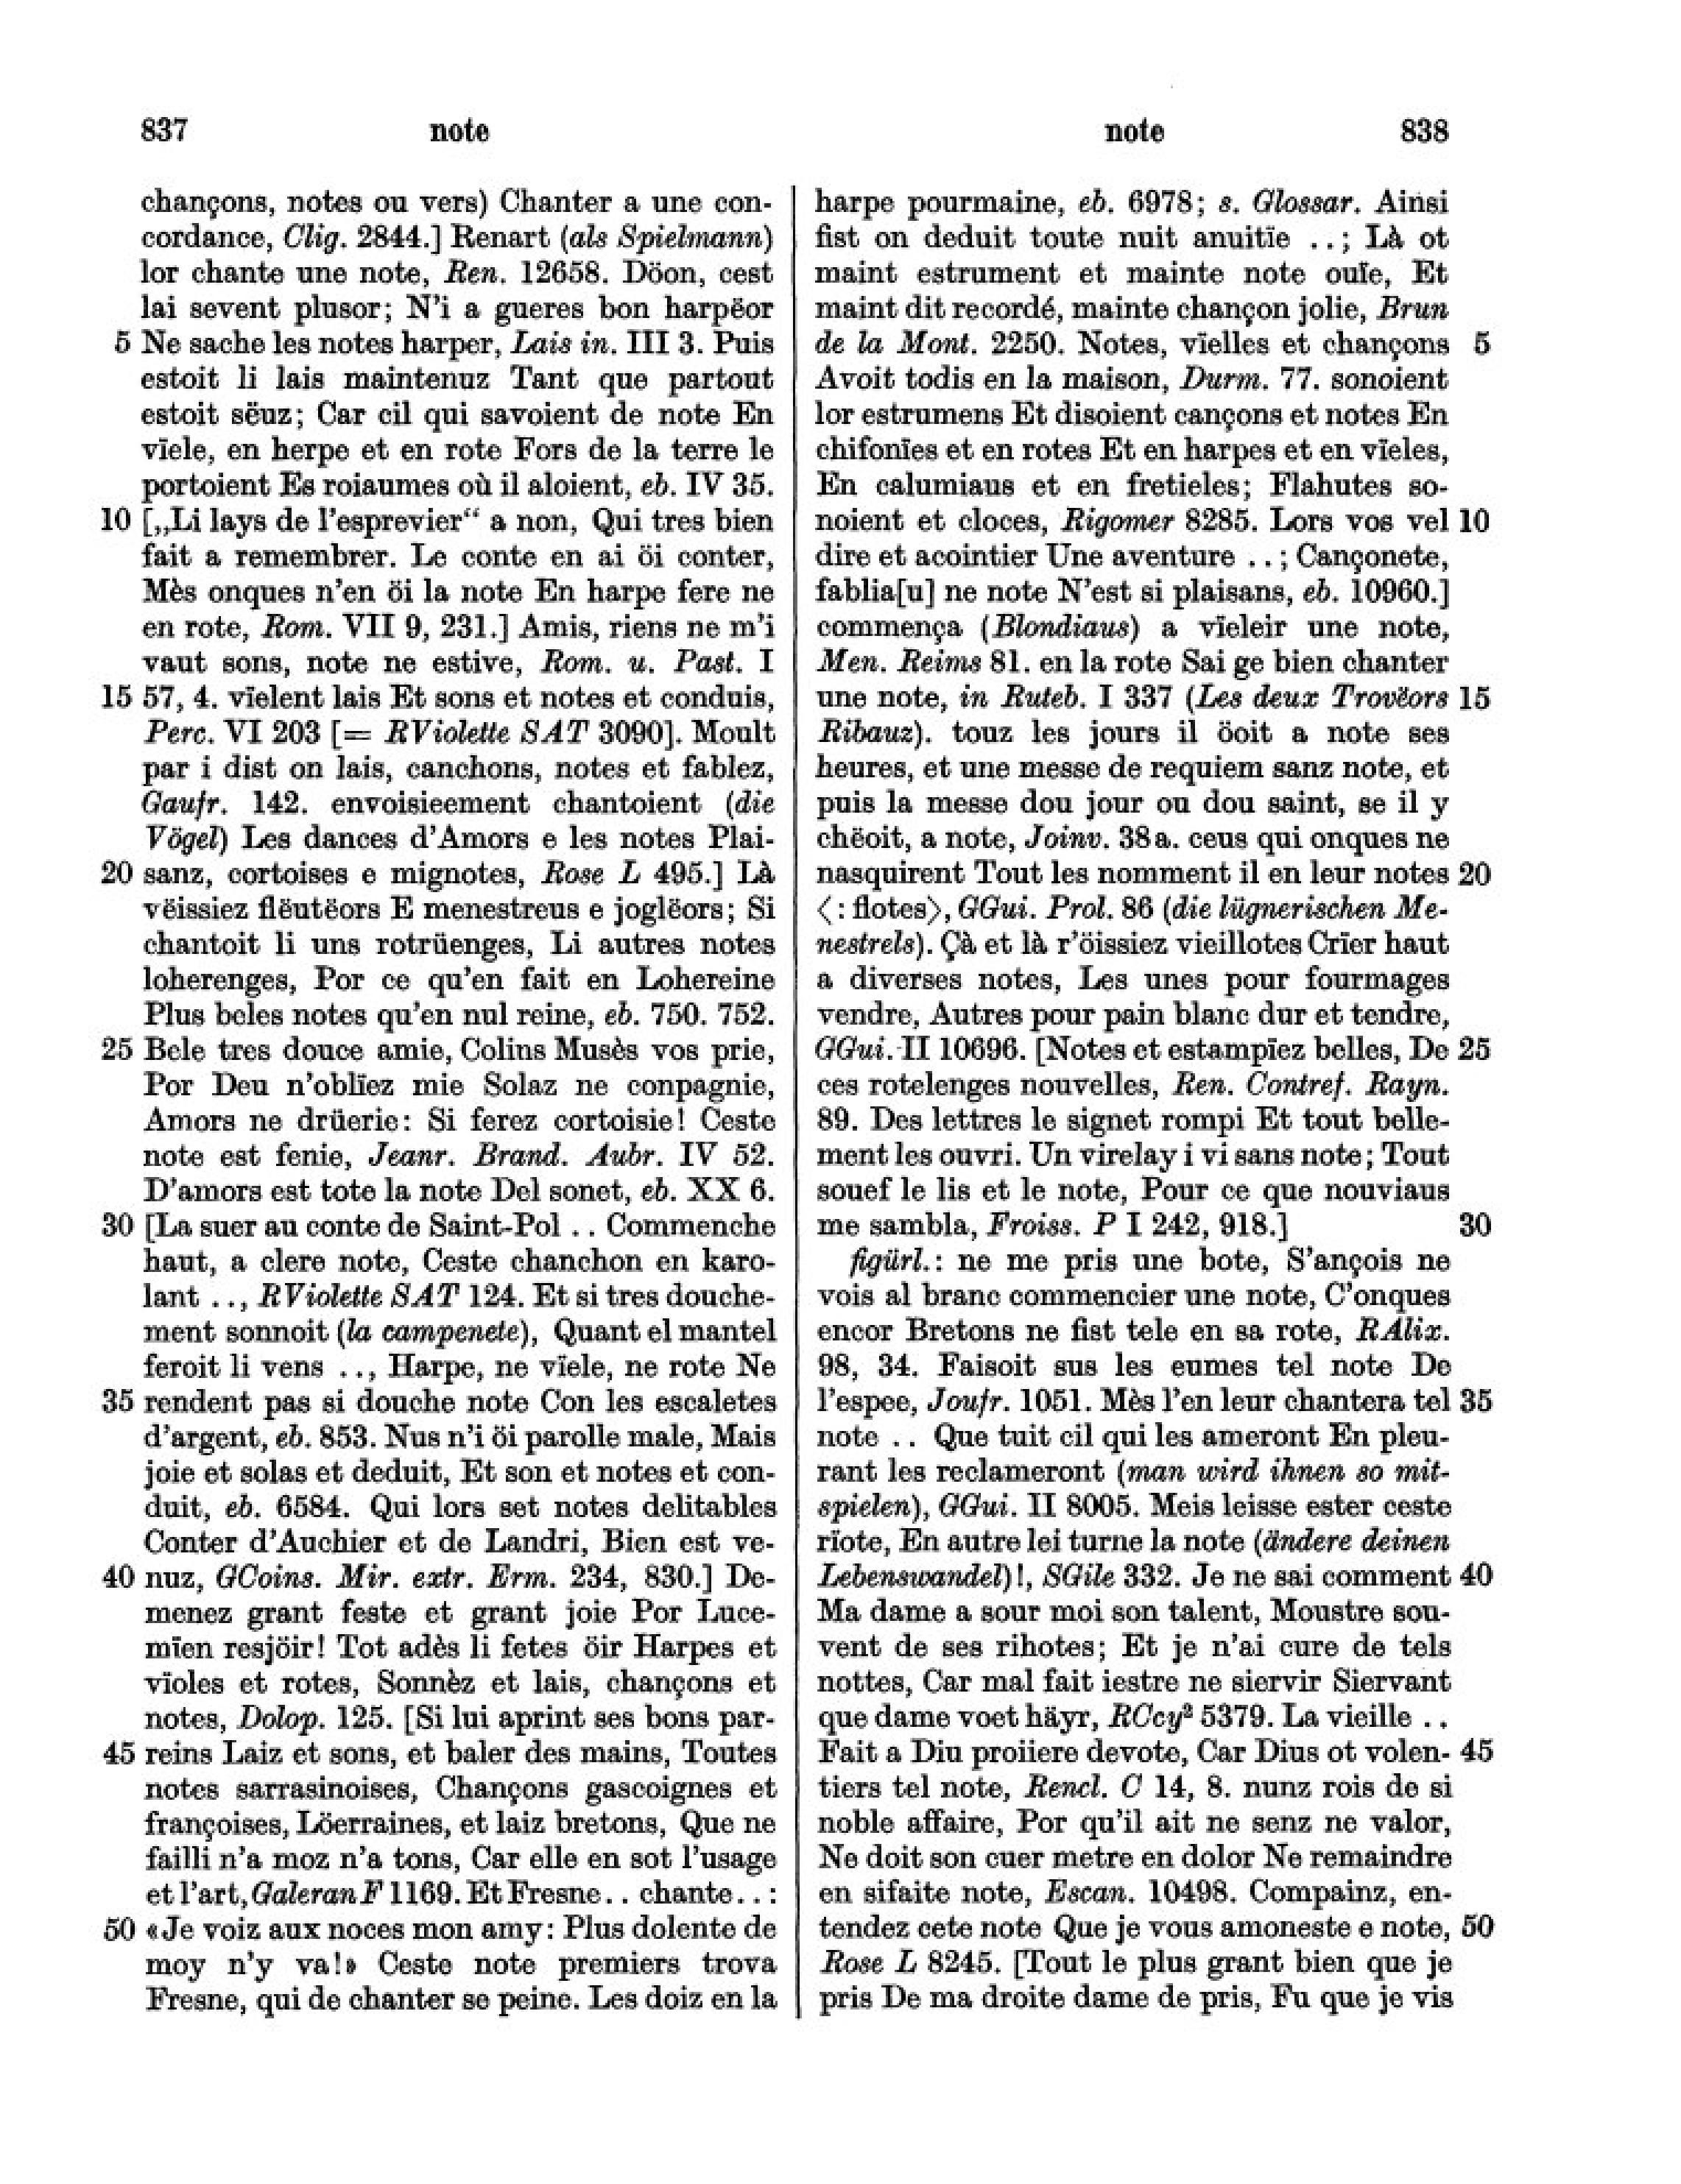 837 note
chançons, notes ou vers) Chanter a une con-
cordance, Clig. 2844.] Renart (als Spielmann)
lor chante une note, Ren. 12658. Döon, cest
lai sevent plusor; N'i a gueres bon harpëor
5 Ne sache les notes harper, Lais in. III 3. Puis
estoit li lais maintenuz Tant que partout
estoit sëuz; Car cil qui savoient de note En
vïele, en herpe et en rote Fors de la terre le
portoient Es roiaumes où il aloient, eb. IV 35.
10 [„Li lays de l'esprevier“ a non, Qui tres bien
fait a remembrer. Le conte en ai öi conter,
Mès onques n'en öi la note En harpe fere ne
en rote, Rom. VII 9, 231.] Amis, riens ne m'i
vaut sons, note ne estive, Rom. u. Past. I
15 57, 4. vïelent lais Et sons et notes et conduis,
Perc. VI 203 [= RViolette SAT 3090]. Moult
par i dist on lais, canchons, notes et fablez,
Gaufr. 142. envoisieement chantoient (die
Vögel) Les dances d'Amors e les notes Plai-
20 sanz, cortoises e mignotes, Rose L 495.] Là
vëissiez flëutëors E menestreus e joglëors; Si
chantoit li uns rotrüenges, Li autres notes
loherenges, Por ce qu'en fait en Lohereine
Plus beles notes qu'en nul reine, eb. 750. 752.
25 Bele tres douce amie, Colins Musès vos prie,
Por Deu n'oblïez mie Solaz ne conpagnie,
Amors ne drüerie: Si ferez cortoisie! Ceste
note est fenie, Jeanr. Brand. Aubr. IV 52.
D'amors est tote la note Del sonet, eb. XX 6.
30 [La suer au conte de Saint-Pol .. Commenche
haut, a clere note, Ceste chanchon en karo-
lant .., RViolette SAT 124. Et si tres douche-
ment sonnoit (la campenete), Quant el mantel
feroit li vens .., Harpe, ne vïele, ne rote Ne
35 rendent pas si douche note Con les escaletes
d'argent, eb. 853. Nus n'i öi parolle male, Mais
joie et solas et deduit, Et son et notes et con-
duit, eb. 6584. Qui lors set notes delitables
Conter d'Auchier et de Landri, Bien est ve-
40 nuz, GCoins. Mir. extr. Erm. 234, 830.] De-
menez grant feste et grant joie Por Luce-
mïen resjöir! Tot adès li fetes öir Harpes et
vïoles et rotes, Sonnèz et lais, chançons et
notes, Dolop. 125. [Si lui aprint ses bons par-
45 reins Laiz et sons, et baler des mains, Toutes
notes sarrasinoises, Chançons gascoignes et
françoises, Löerraines, et laiz bretons, Que ne
failli n'a moz n'a tons, Car elle en sot l'usage
et l'art, Galeran F 1169. Et Fresne .. chante ..:
50 «Je voiz aux noces mon amy: Plus dolente de
moy n'y va!» Ceste note premiers trova
Fresne, qui de chanter se peine. Les doiz en la
note 838
harpe pourmaine, eb. 6978; s. Glossar. Ainsi
fist on deduit toute nuit anuitïe ..; Là ot
maint estrument et mainte note ouïe, Et
maint dit recordé, mainte chançon jolie, Brun
de la Mont. 2250. Notes, vïelles et chançons 5
Avoit todis en la maison, Durm. 77. sonoient
lor estrumens Et disoient cançons et notes En
chifonïes et en rotes Et en harpes et en vïeles,
En calumiaus et en fretieles; Flahutes so-
noient et cloces, Rigomer 8285. Lors vos vel 10
dire et acointier Une aventure ..; Cançonete,
fablia[u] ne note N'est si plaisans, eb. 10960.]
commença (Blondiaus) a vïeleir une note,
Men. Reims 81. en la rote Sai ge bien chanter
une note, in Ruteb. I 337 (Les deux Trovëors 15
Ribauz). touz les jours il öoit a note ses
heures, et une messe de requiem sanz note, et
puis la messe dou jour ou dou saint, se il y
chëoit, a note, Joinv. 38a. ceus qui onques ne
nasquirent Tout les nomment il en leur notes 20
⟨: flotes⟩, GGui. Prol. 86 (die lügnerischen Me-
nestrels). Çà et là r'öissiez vieillotes Crïer haut
a diverses notes, Les unes pour fourmages
vendre, Autres pour pain blanc dur et tendre,
GGui. II 10696. [Notes et estampïez belles, De 25
ces rotelenges nouvelles, Ren. Contref. Rayn.
89. Des lettres le signet rompi Et tout belle-
ment les ouvri. Un virelay i vi sans note; Tout
souef le lis et le note, Pour ce que nouviaus
me sambla, Froiss. P I 242, 918.] 30
figürl.: ne me pris une bote, S'ançois ne
vois al branc commencier une note, C'onques
encor Bretons ne fist tele en sa rote, RAlix.
98, 34. Faisoit sus les eumes tel note De
l'espee, Joufr. 1051. Mès l'en leur chantera tel 35
note .. Que tuit cil qui les ameront En pleu-
rant les reclameront (man wird ihnen so mit-
spielen), GGui. II 8005. Meis leisse ester ceste
rïote, En autre lei turne la note (ändere deinen
Lebenswandel)!, SGile 332. Je ne sai comment 40
Ma dame a sour moi son talent, Moustre sou-
vent de ses rihotes; Et je n'ai cure de tels
nottes, Car mal fait iestre ne siervir Siervant
que dame voet häyr, RCcy² 5379. La vieille ..
Fait a Diu proiiere devote, Car Dius ot volen- 45
tiers tel note, Rencl. C 14, 8. nunz rois de si
noble affaire, Por qu'il ait ne senz ne valor,
Ne doit son cuer metre en dolor Ne remaindre
en sifaite note, Escan. 10498. Compainz, en-
tendez cete note Que je vous amoneste e note, 50
Rose L 8245. [Tout le plus grant bien que je
pris De ma droite dame de pris, Fu que je vis